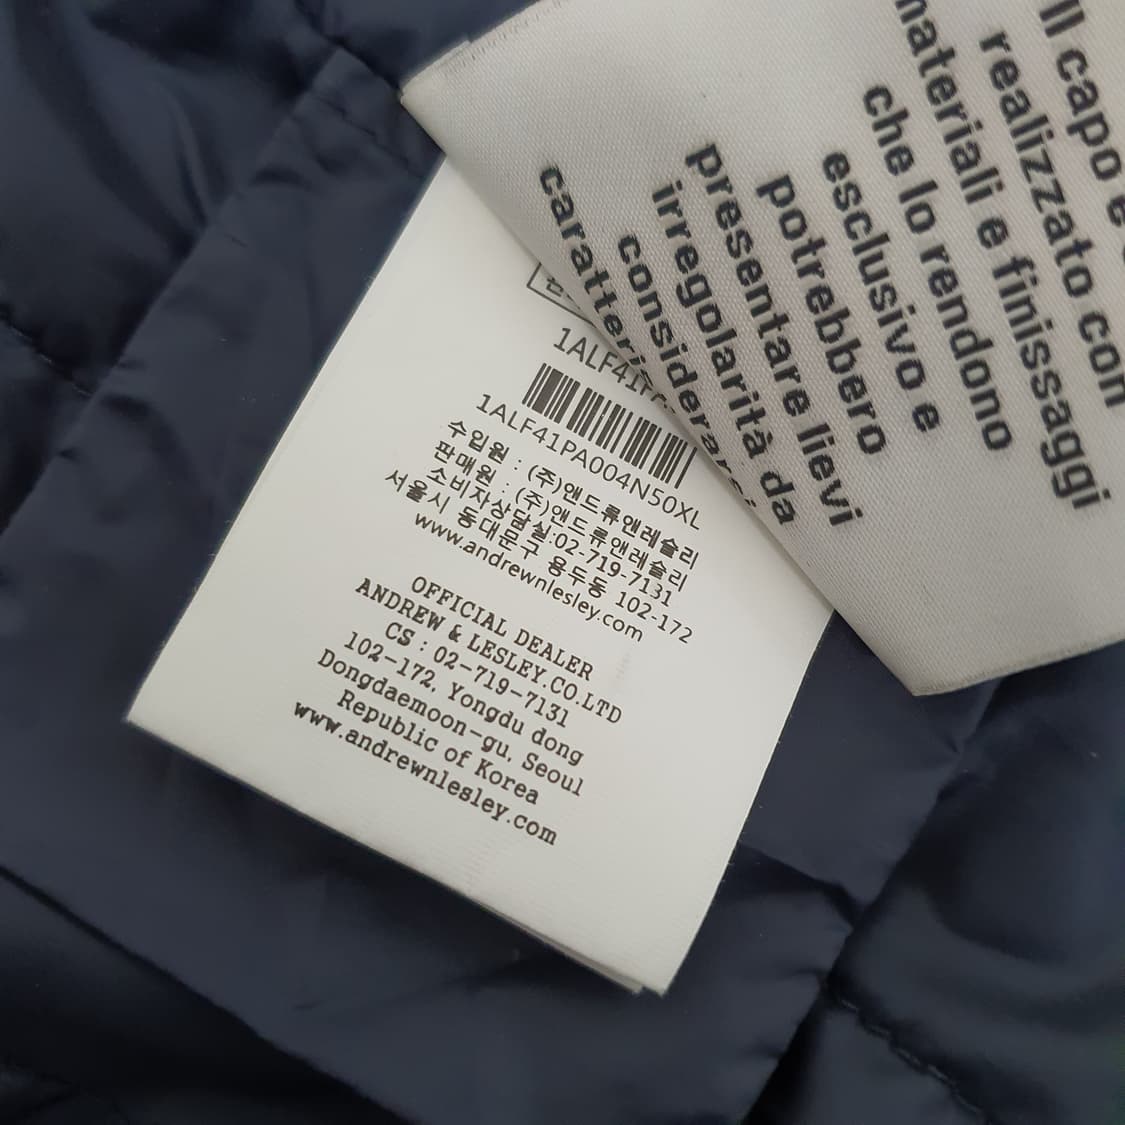 Il capo è
realizzato con
materiali e finissaggi
che lo rendono
esclusivo e
potrebbero
presentare lievi
irregolarità da
considerarsi
caratteri
1ALF41PA
1ALF41PA004N50XL
수입원 : (주)앤드류앤레슬리
판매원 : (주)앤드류앤레슬리
소비자상담실:02-719-7131
서울시 동대문구 용두동 102-172
www.andrewnlesley.com
OFFICIAL DEALER
ANDREW & LESLEY.CO.LTD
CS : 02-719-7131
102-172, Yongdu dong
Dongdaemoon-gu, Seoul
Republic of Korea
www.andrewnlesley.com